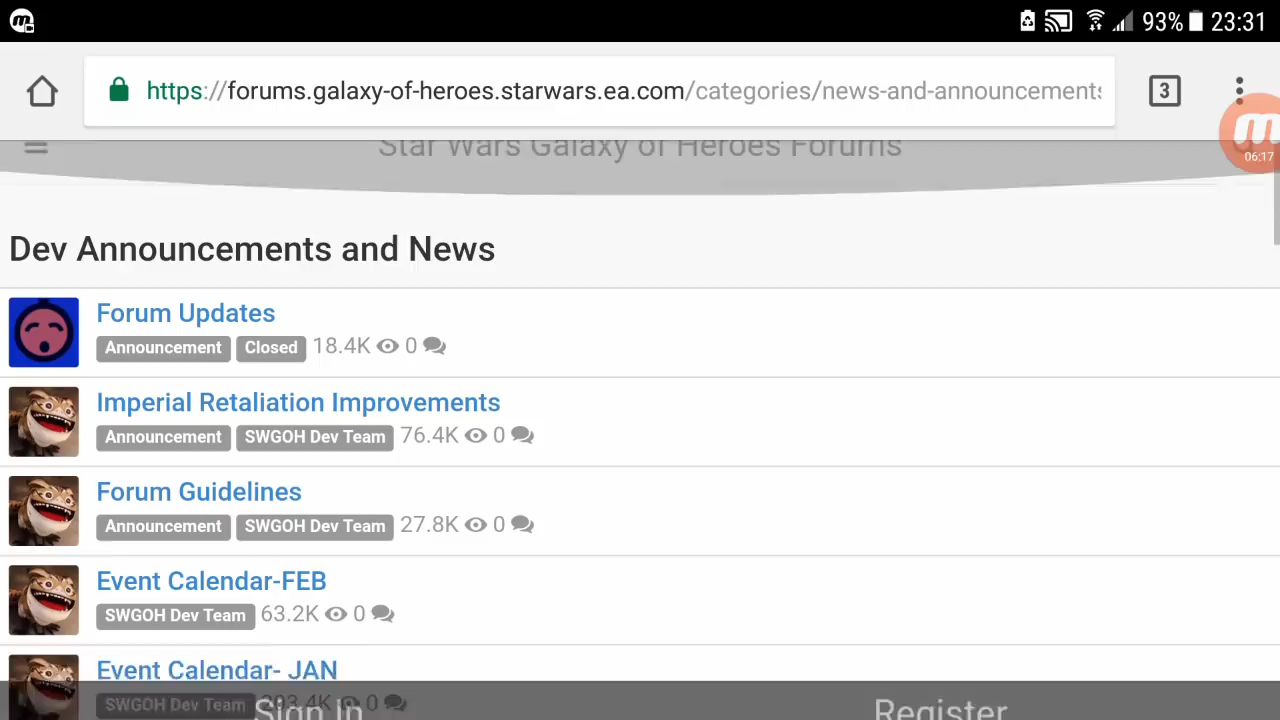 93% 23:31
https://forums.galaxy-of-heroes.starwars.ea.com/categories/news-and-announcements
3
06:17
Star Wars Galaxy of Heroes Forums
Dev Announcements and News
Forum Updates
Announcement Closed 18.4K 0
Imperial Retaliation Improvements
Announcement SWGOH Dev Team 76.4K 0
Forum Guidelines
Announcement SWGOH Dev Team 27.8K 0
Event Calendar-FEB
SWGOH Dev Team 63.2K 0
Event Calendar- JAN
SWGOH Dev Team 0
Sign In Register